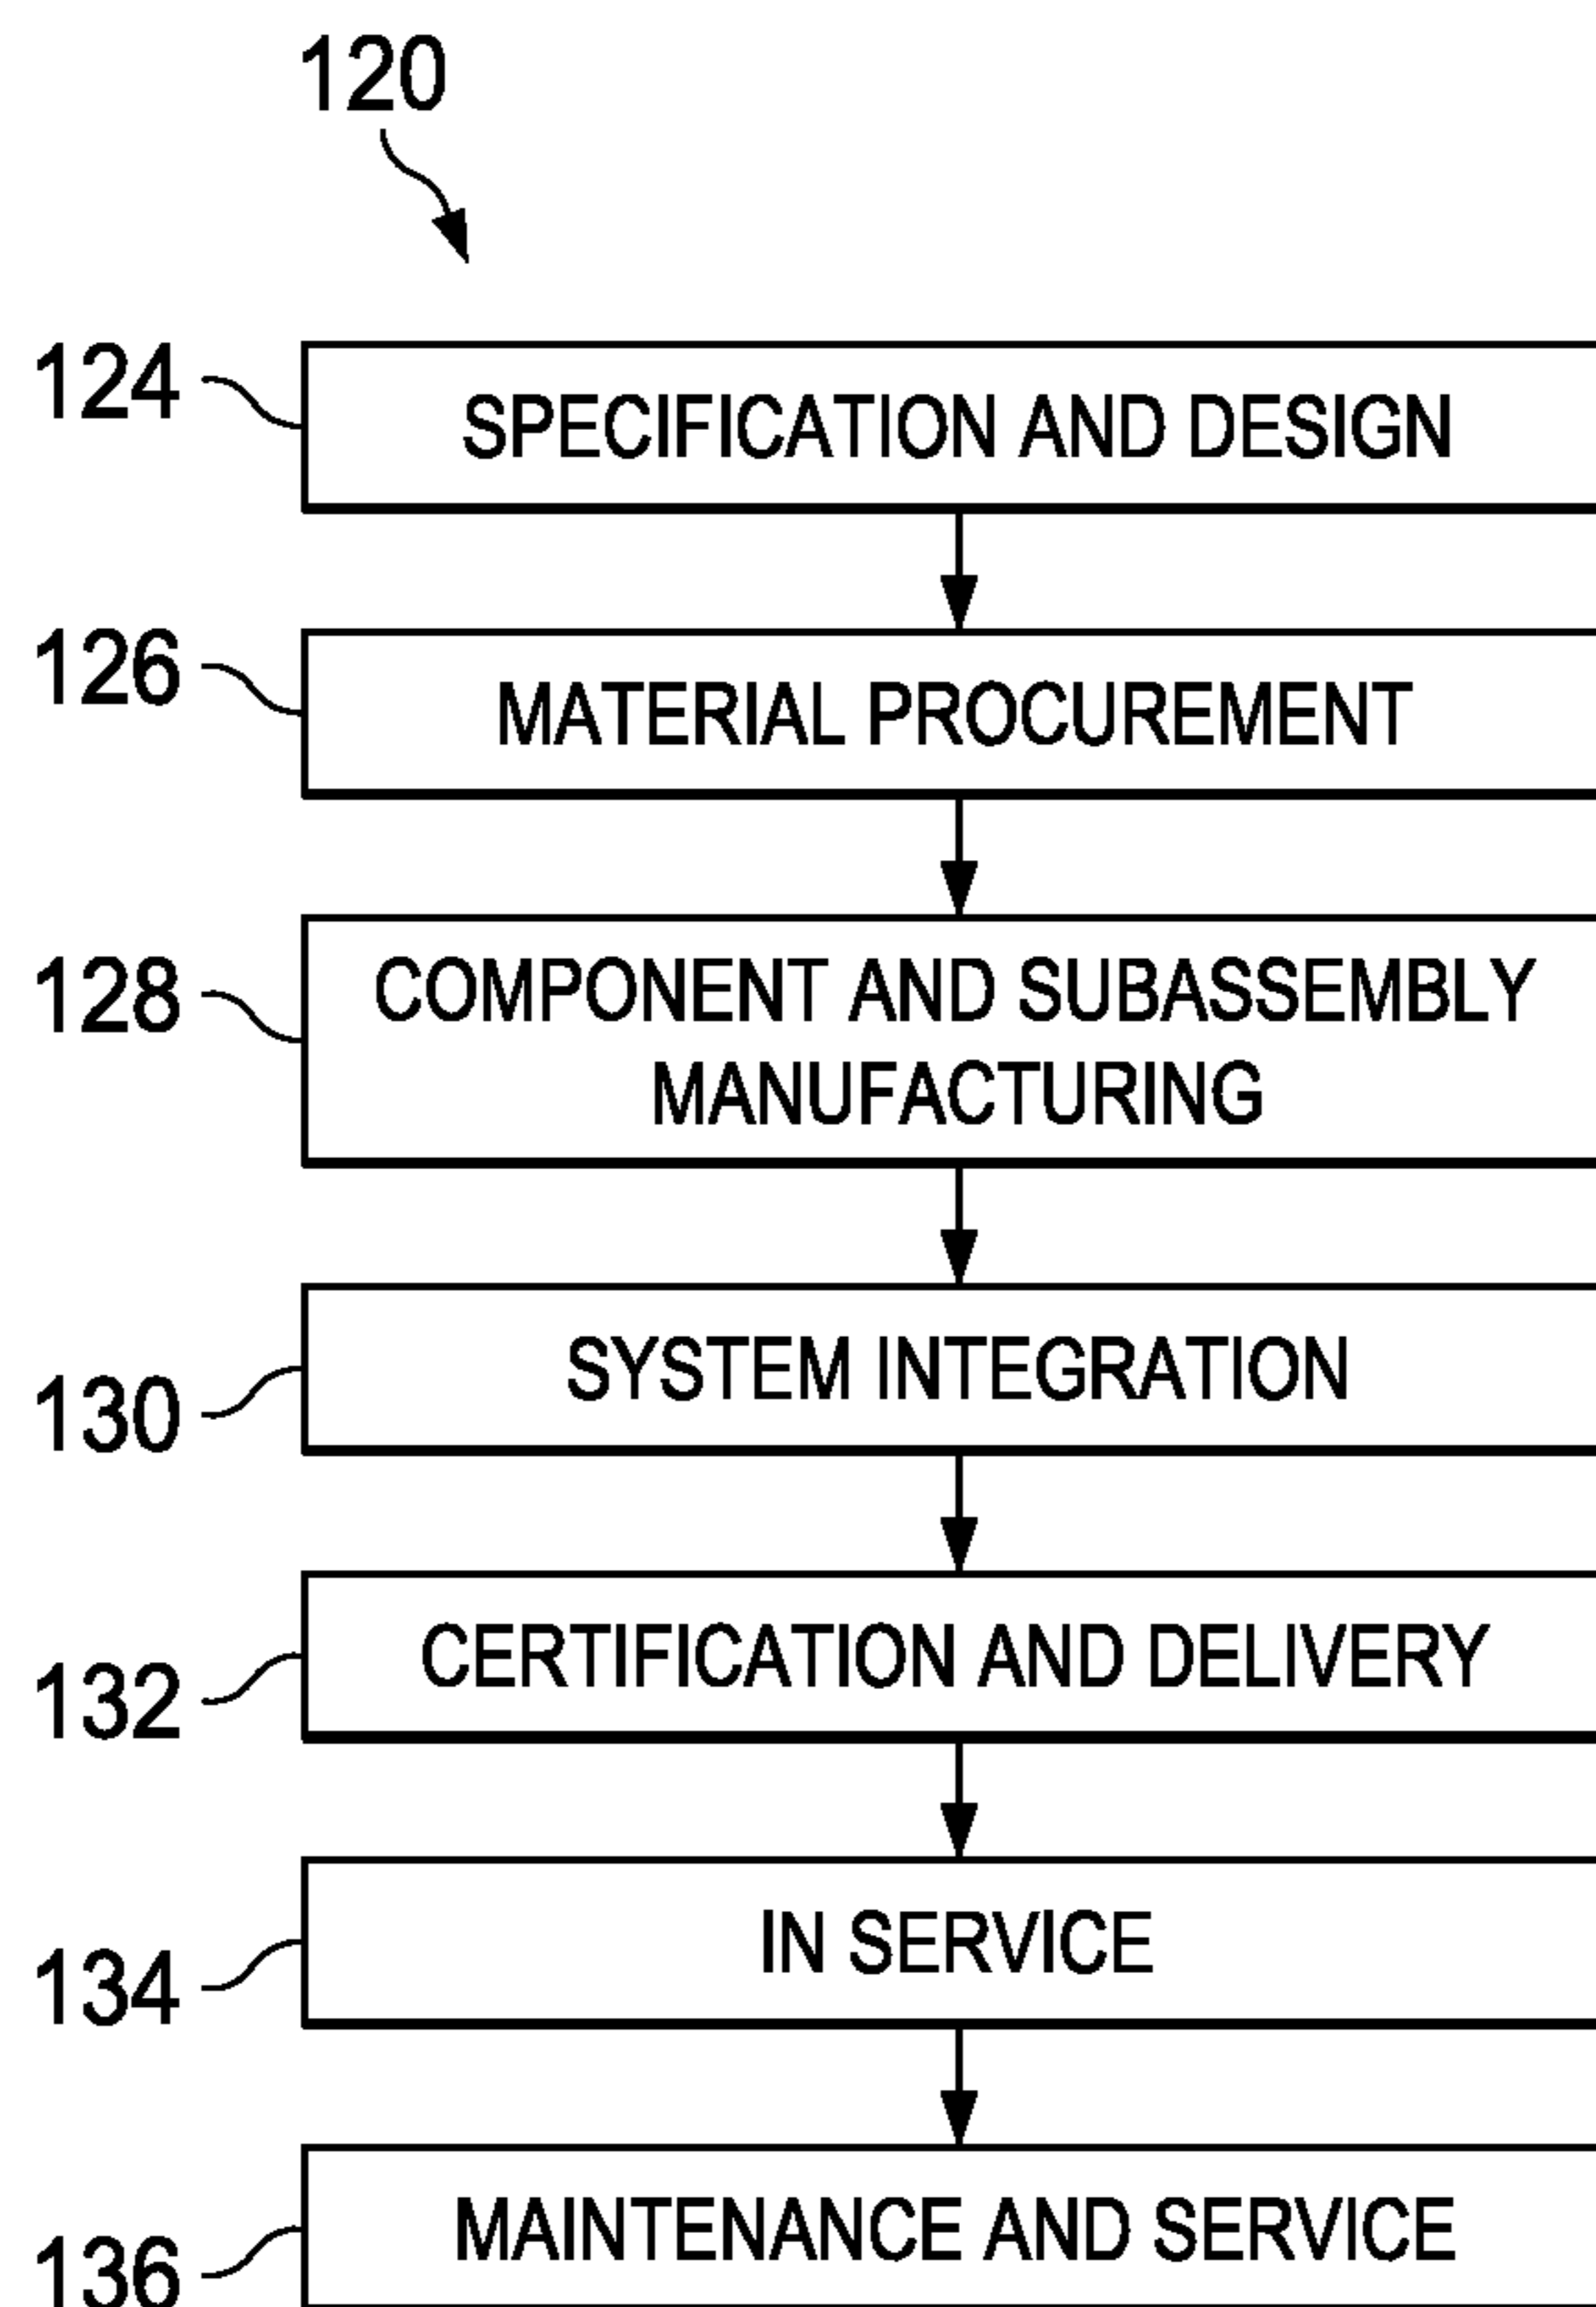 120
124
SPECIFICATION AND DESIGN
126
MATERIAL PROCUREMENT
128
COMPONENT AND SUBASSEMBLY
MANUFACTURING
130
SYSTEM INTEGRATION
132
CERTIFICATION AND DELIVERY
134
IN SERVICE
136
MAINTENANCE AND SERVICE